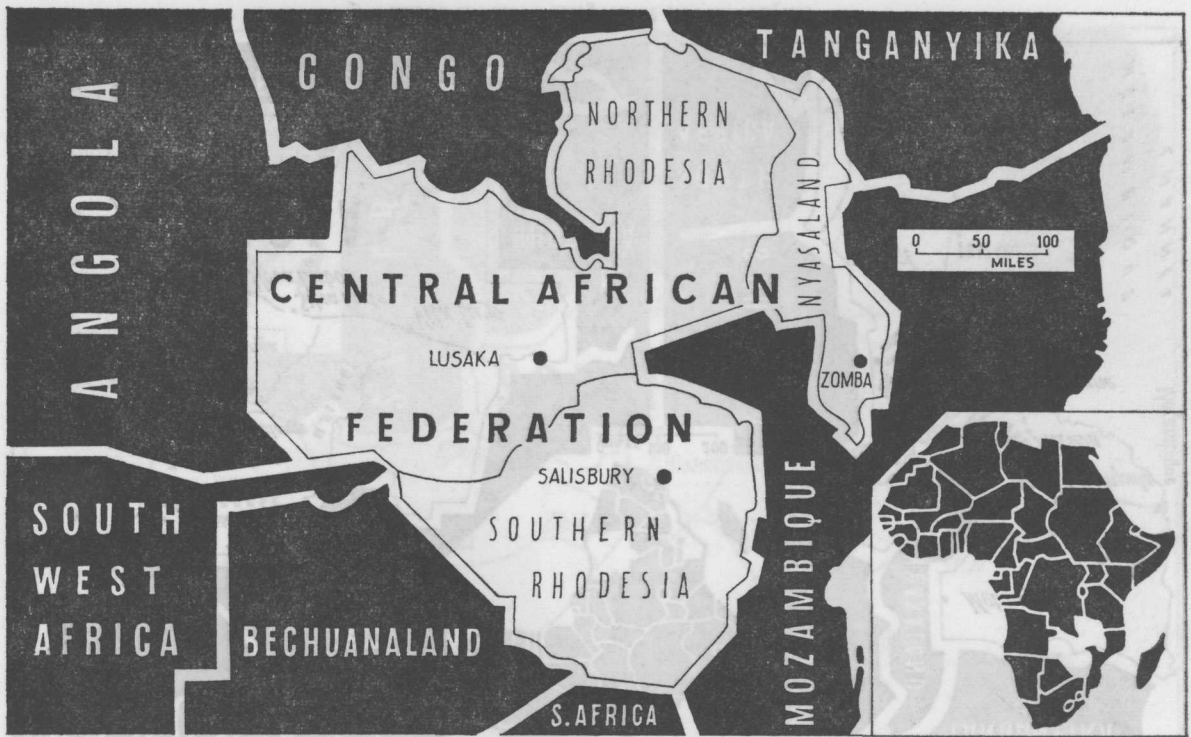 TANGANYIKA
CONGO
ANGOLA
NORTHERN
RHODESIA
NYASALAND
0 50 100
MILES
CENTRAL AFRICAN
LUSAKA
ZOMBA
FEDERATION
SALISBURY
SOUTHERN
RHODESIA
SOUTH
WEST
AFRICA
BECHUANALAND
MOZAMBIQUE
S. AFRICA